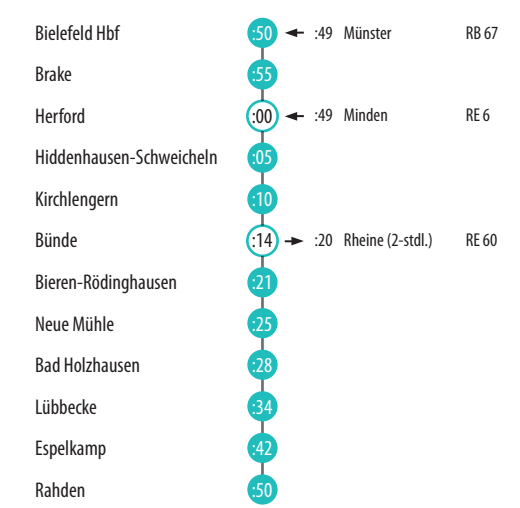 Bielefeld Hbf :50 :49 Münster RB 67
Brake :55
Herford :00 :49 Minden RE 6
Hiddenhausen-Schweicheln :05
Kirchlengern :10
Bünde :14 :20 Rheine (2-stdl.) RE 60
Bieren-Rödinghausen :21
Neue Mühle :25
Bad Holzhausen :28
Lübbecke :34
Espelkamp :42
Rahden :50